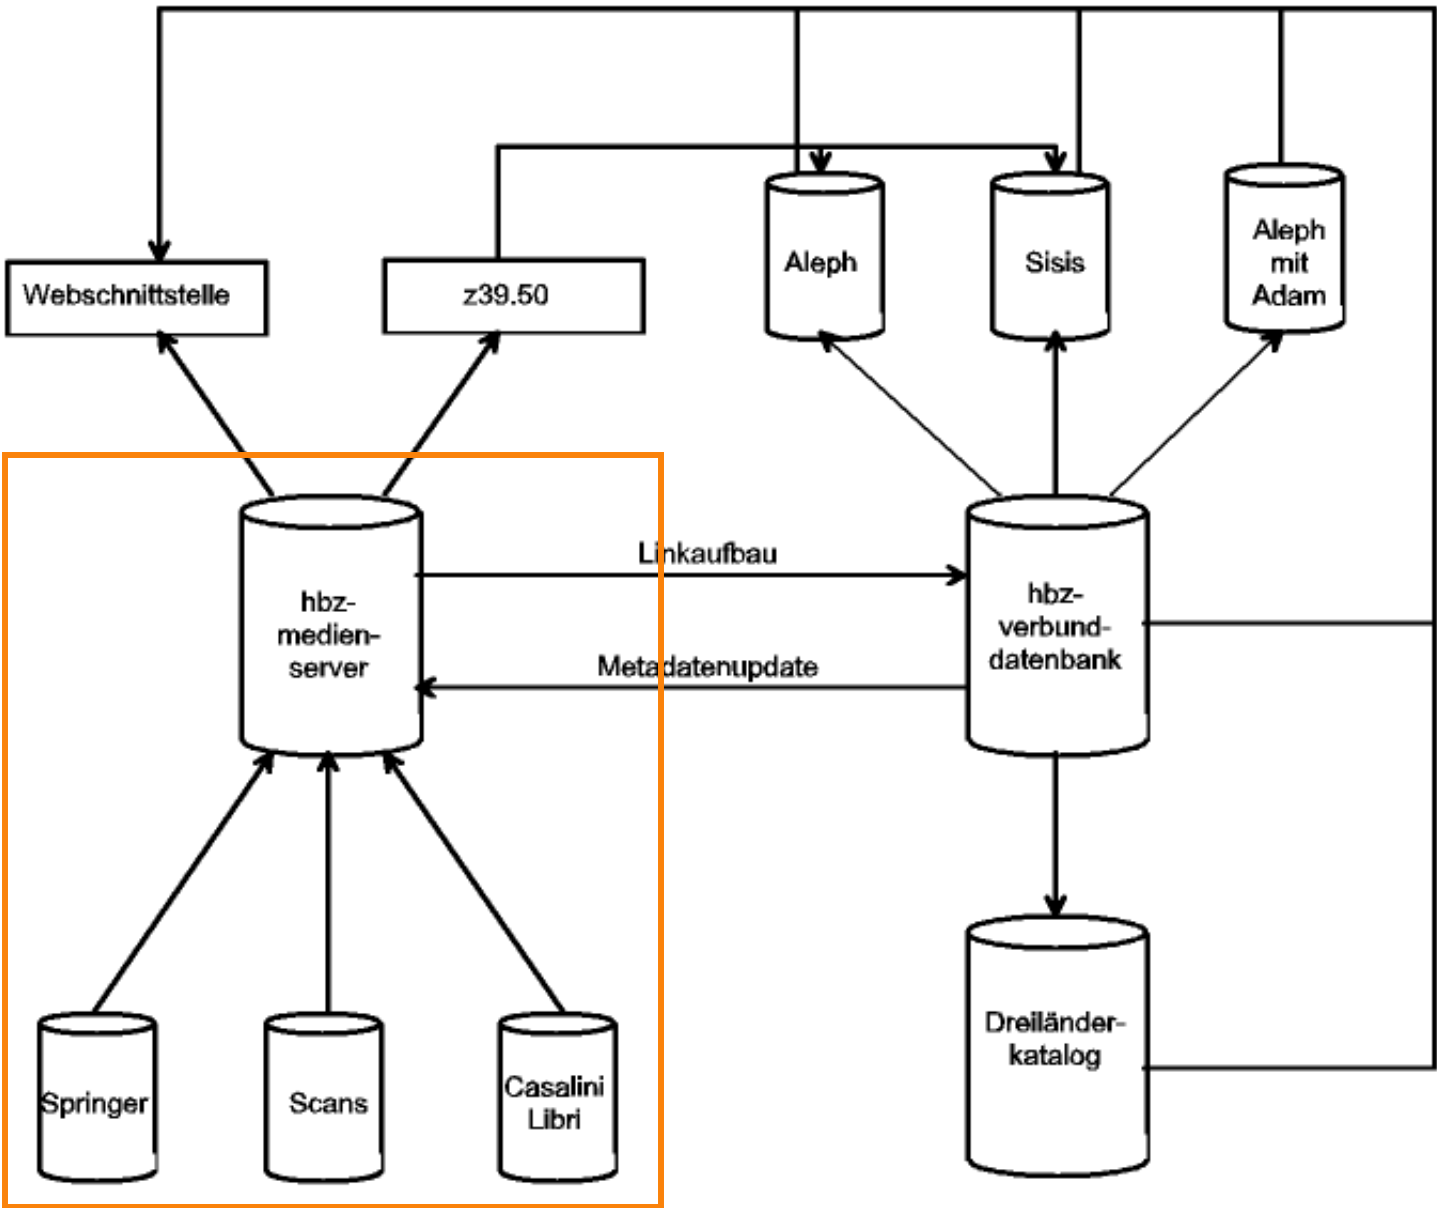 Webschnittstelle
z39.50
Aleph
Sisis
Aleph
mit
Adam
hbz-
medien-
server
Linkaufbau
Metadatenupdate
hbz-
verbund-
datenbank
Springer
Scans
Casalini
Libri
Dreiländer-
katalog